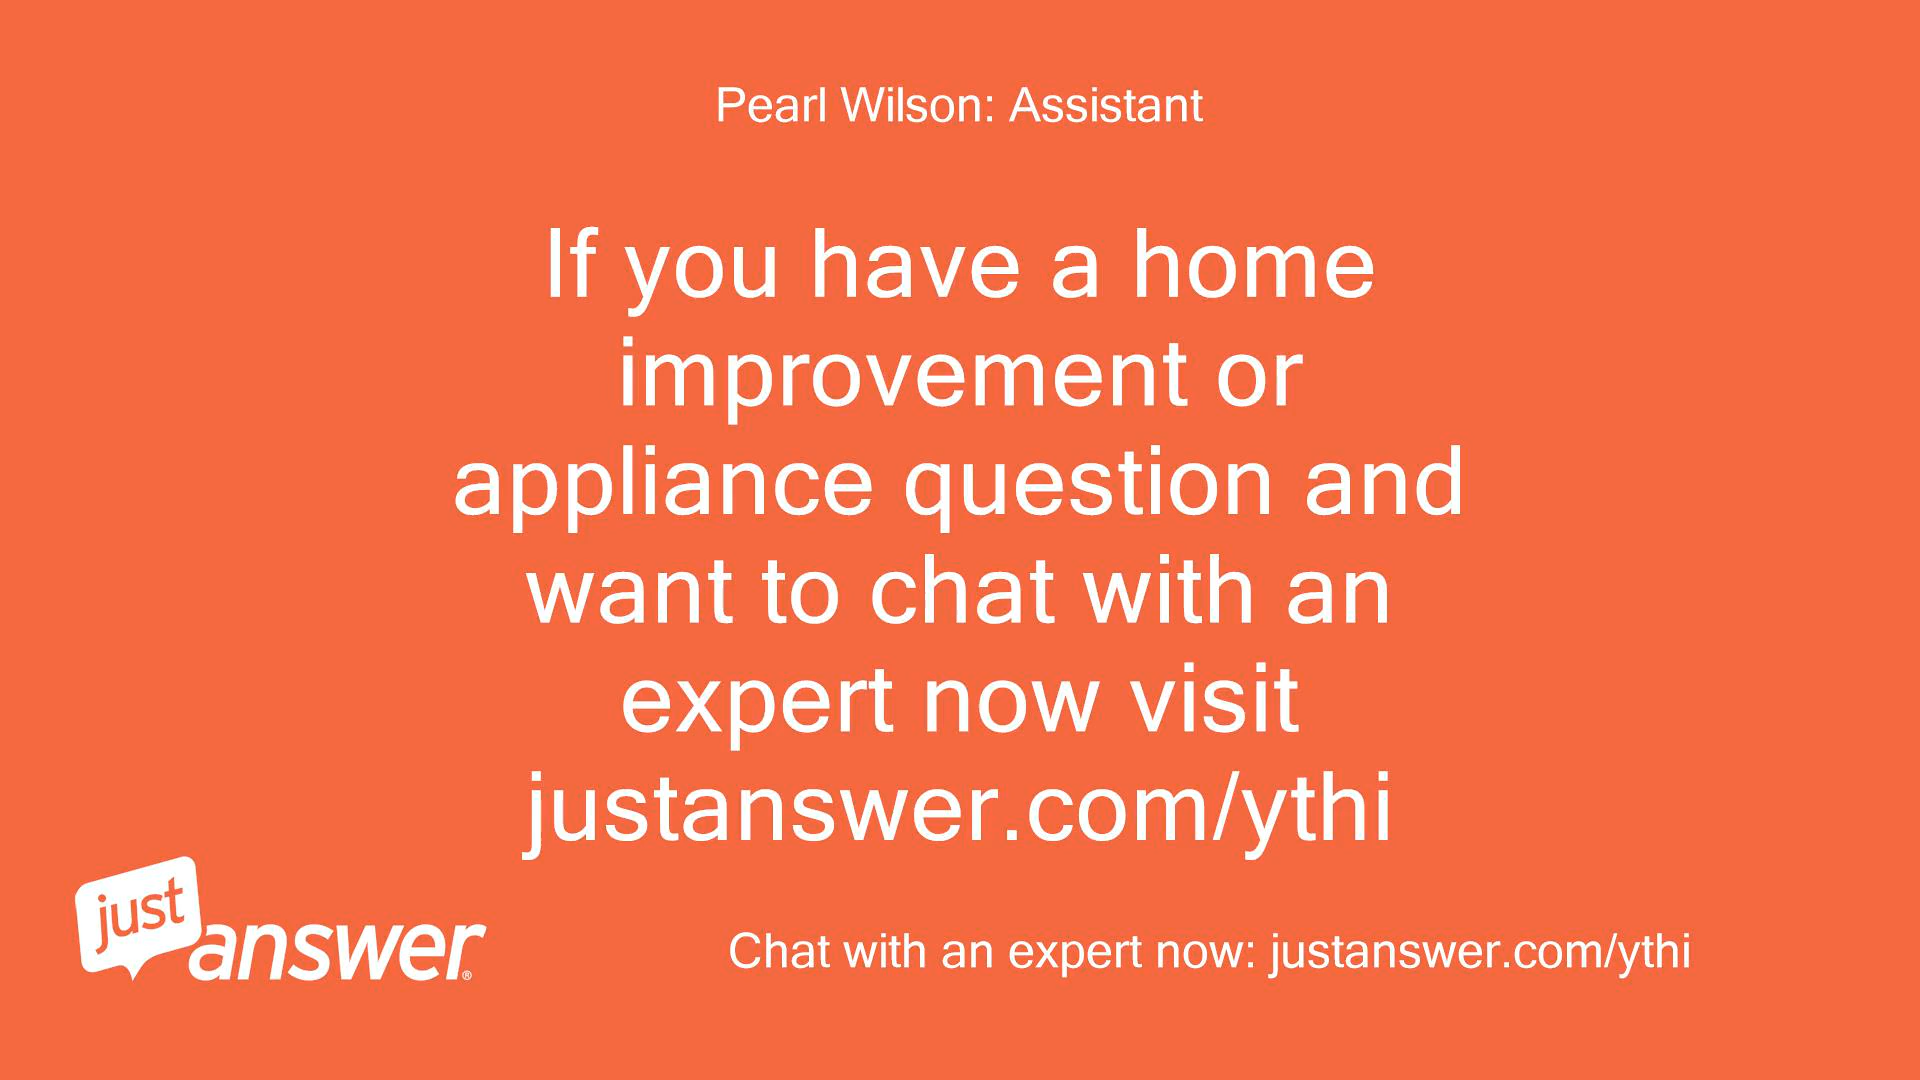 Pearl Wilson: Assistant
If you have a home
improvement or
appliance question and
want to chat with an
expert now visit
justanswer.com/ythi
just
answer®
Chat with an expert now: justanswer.com/ythi